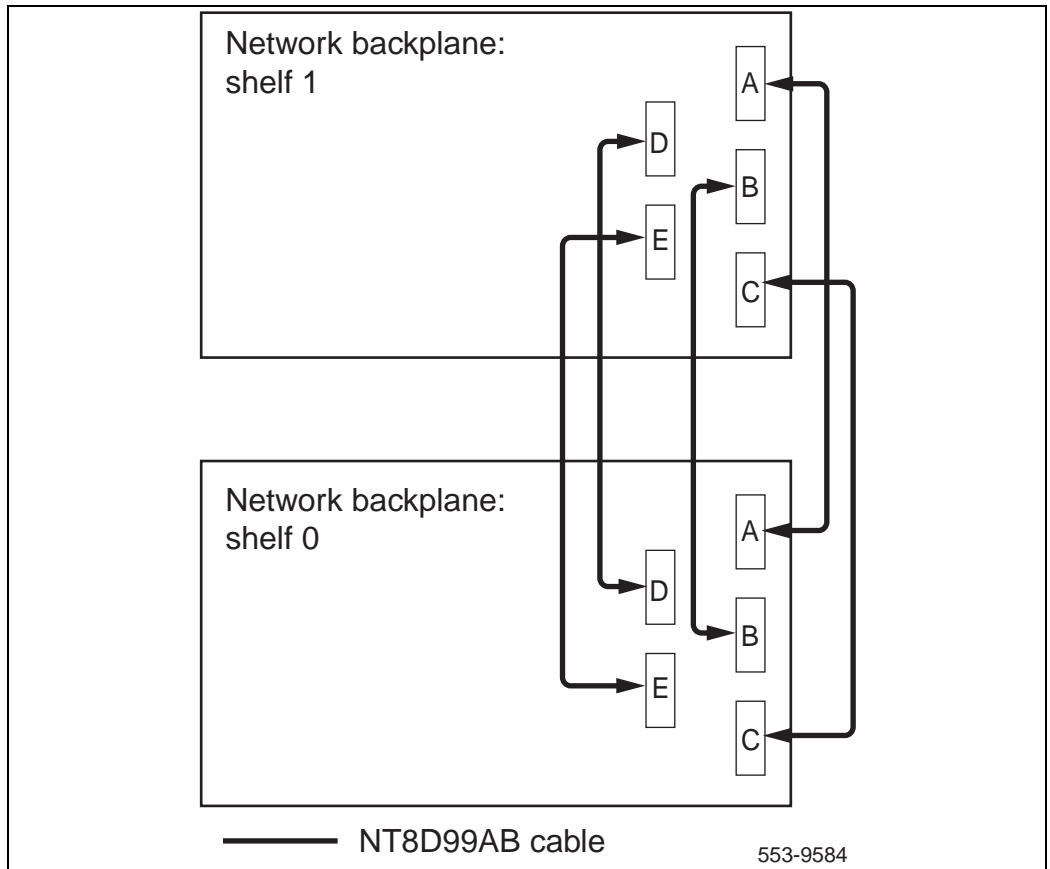 Network backplane:
shelf 1
A
D
B
E
C
Network backplane:
shelf 0
A
D
B
E
C
NT8D99AB cable
553-9584